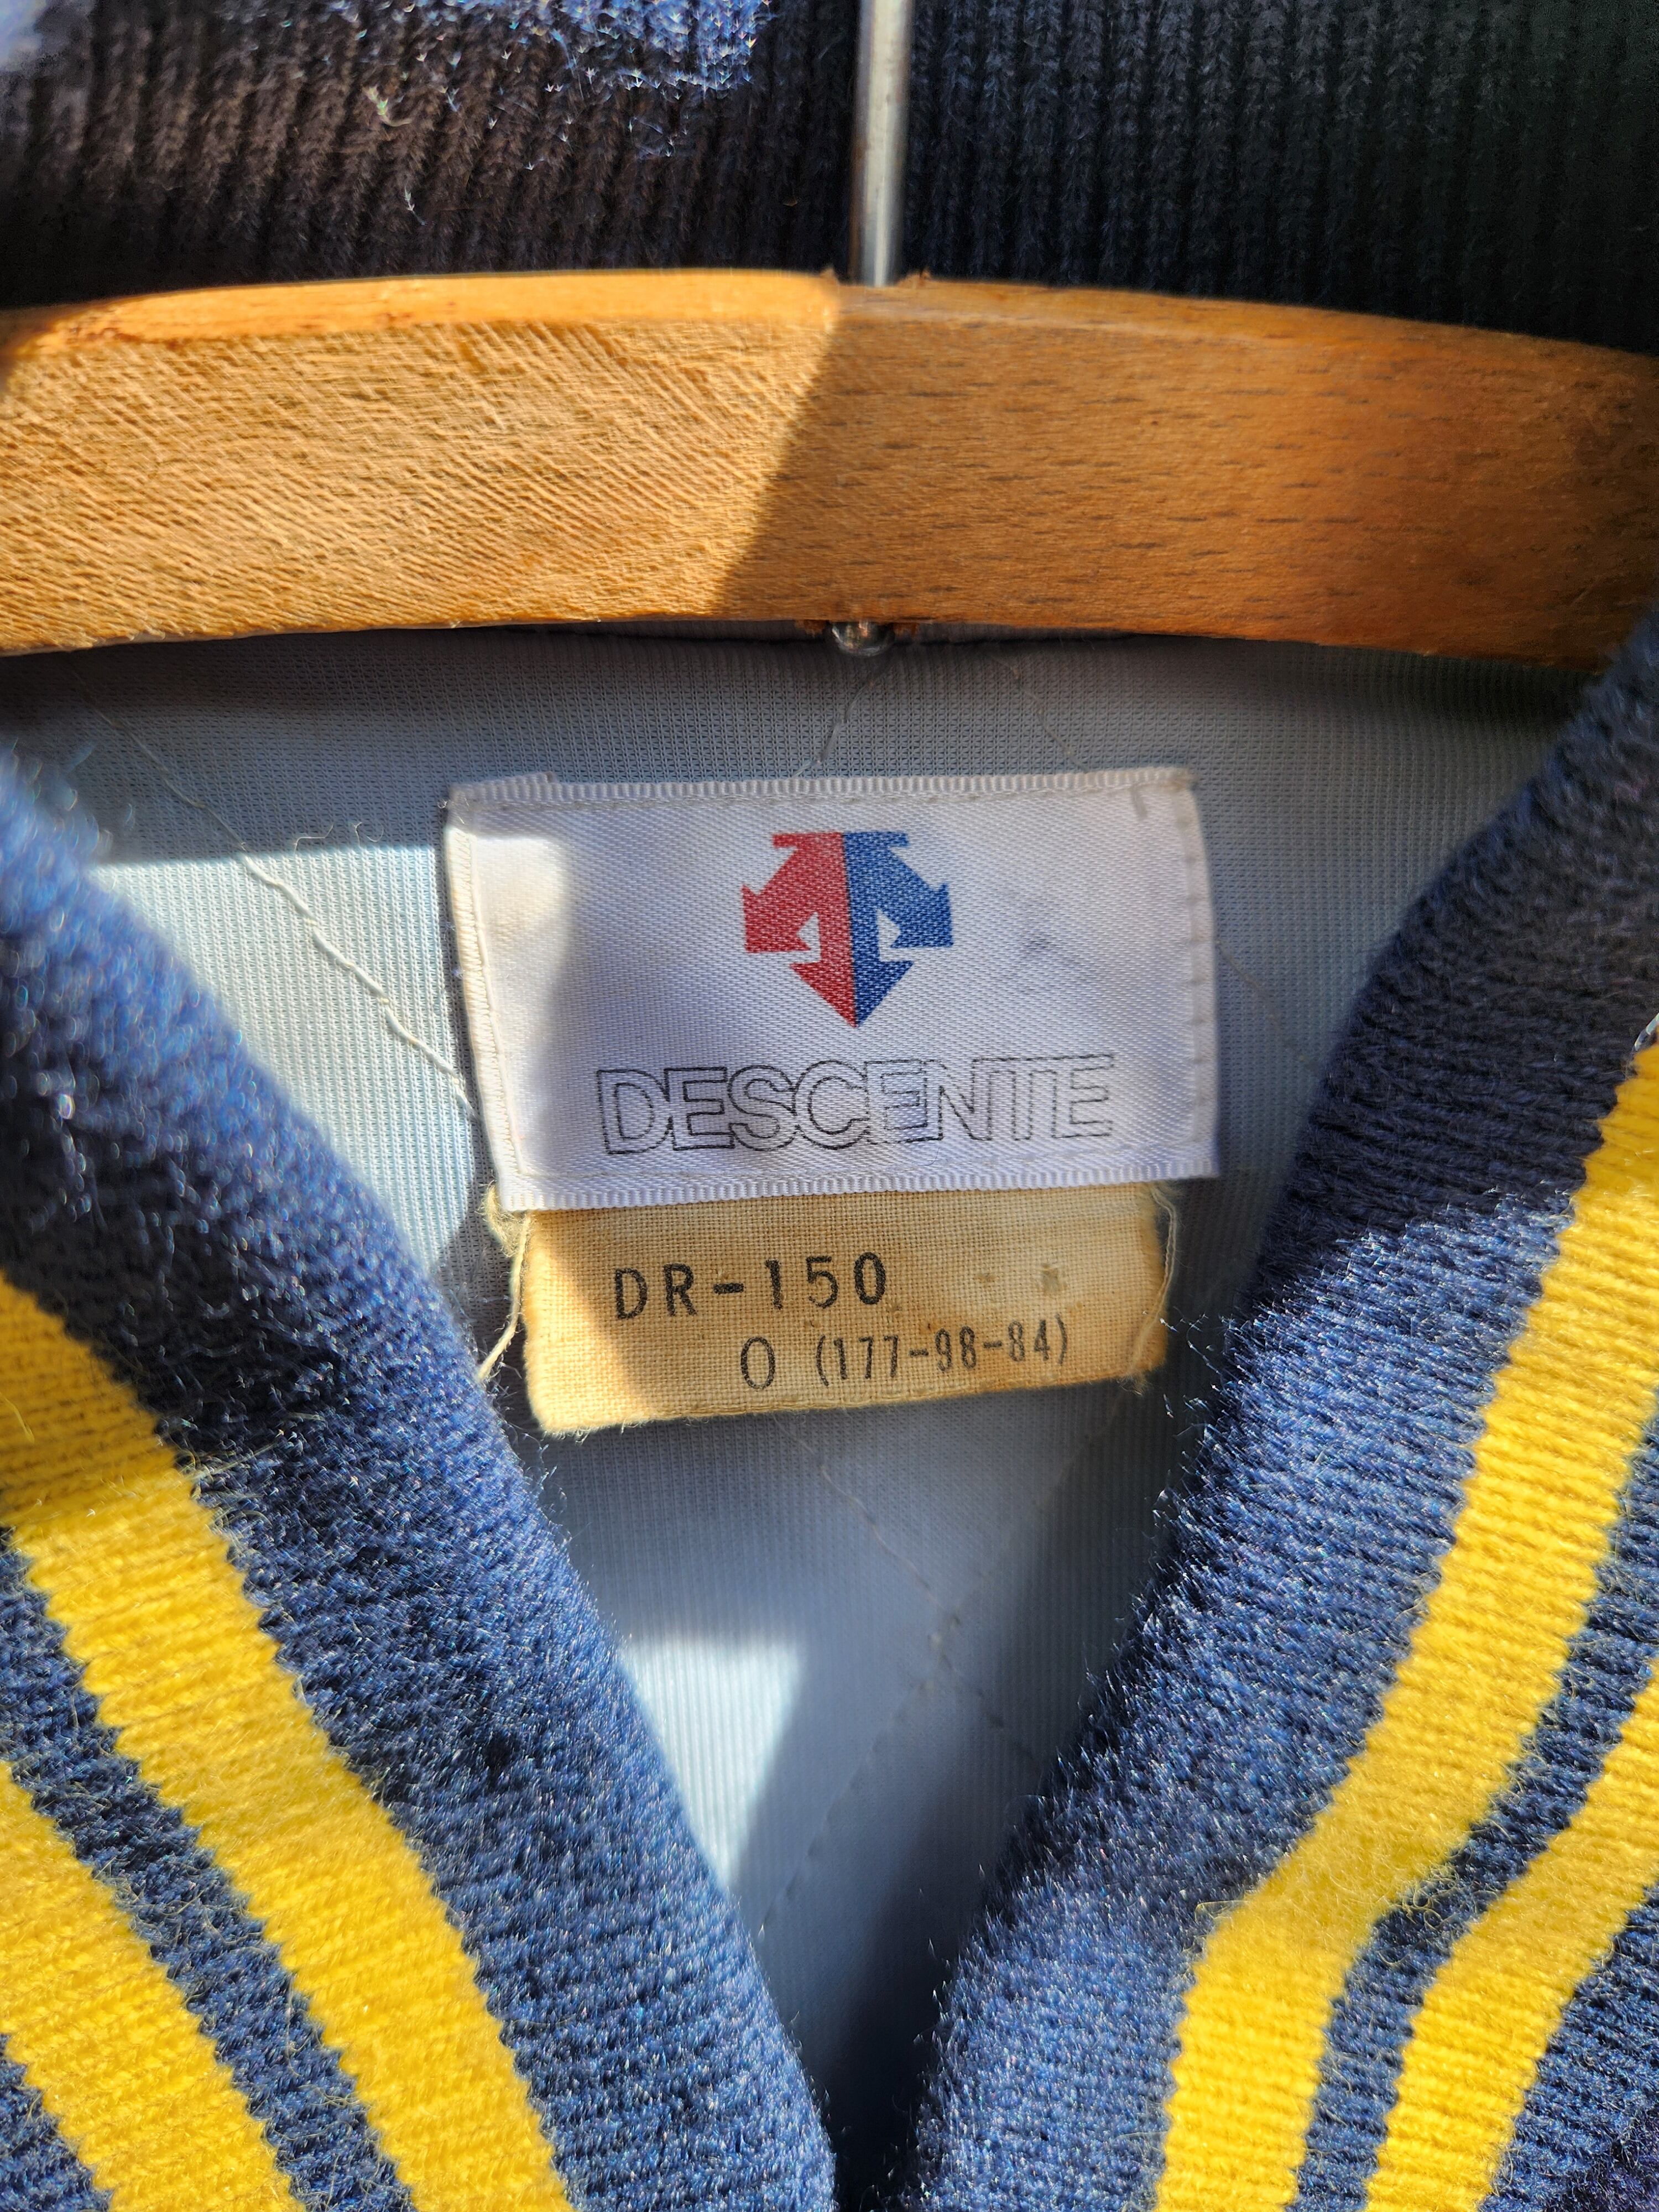 DESCENTE
DR-150
O (177-98-84)